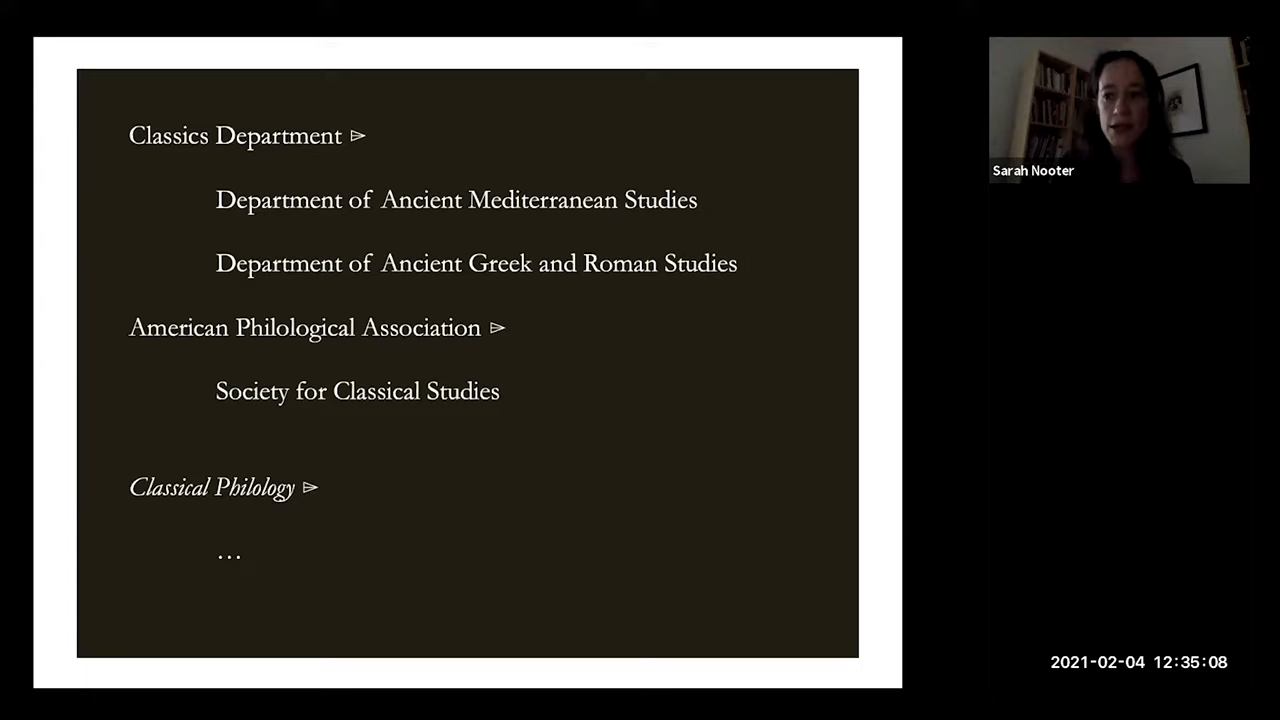 Classics Department ⩥
Department of Ancient Mediterranean Studies
Department of Ancient Greek and Roman Studies
American Philological Association ⩥
Society for Classical Studies
Classical Philology ⩥
…
Sarah Nooter
2021-02-04 12:35:08